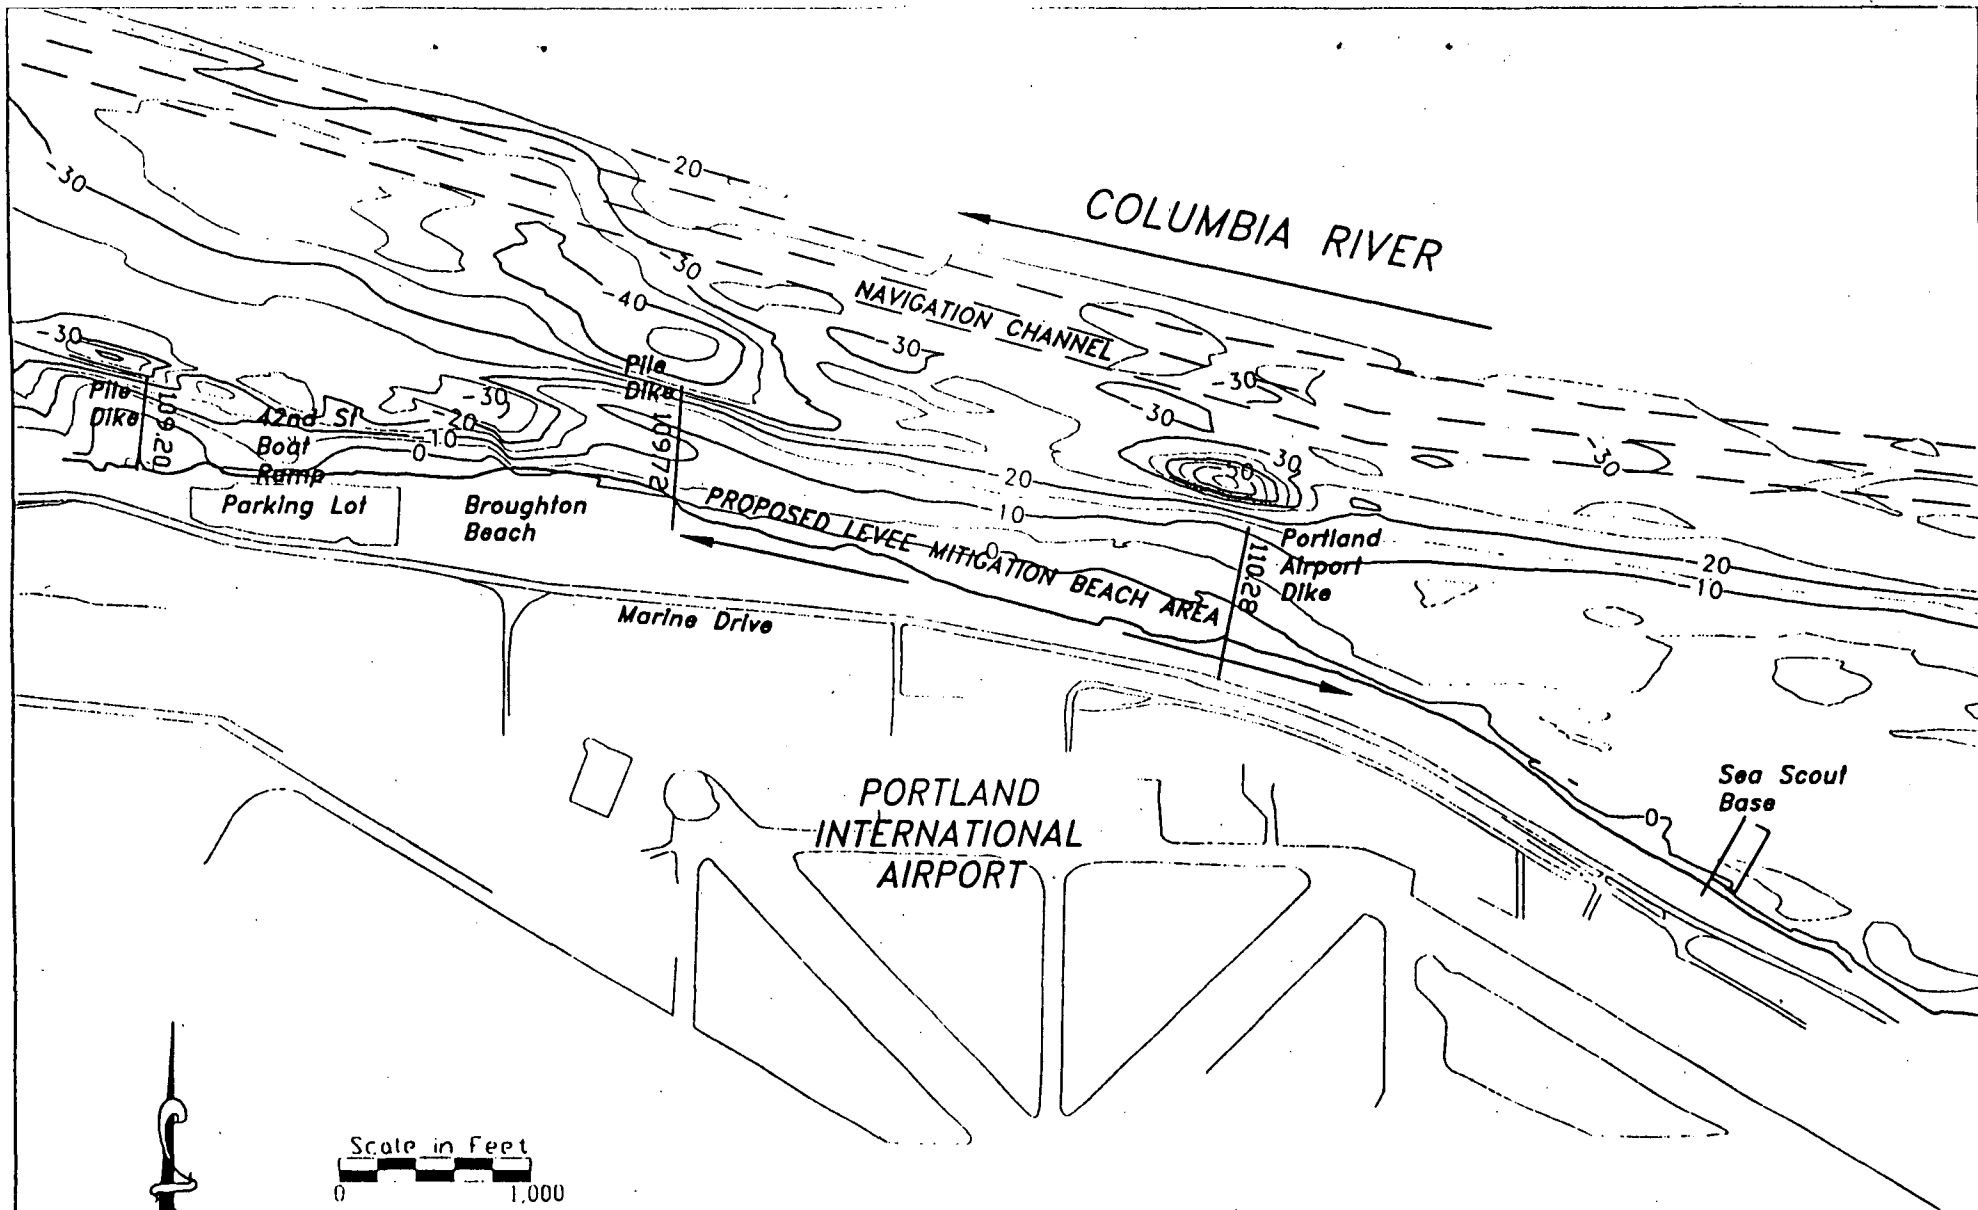 -20
COLUMBIA RIVER
-30
-30
-40
NAVIGATION CHANNEL
-30
-30
-30
-30
-30
Pile
Dike
109.20
42nd St
Boat
Ramp
-30
-20
-10
0
Pile
Dike
109.72
-30
-50
-30
20
10
0
PROPOSED LEVEE MITIGATION BEACH AREA
110.28
Portland
Airport
Dike
-20
-10
Parking Lot
Broughton
Beach
Marine Drive
Sea Scout
Base
0
PORTLAND
INTERNATIONAL
AIRPORT
Scale in Feet
0 1,000